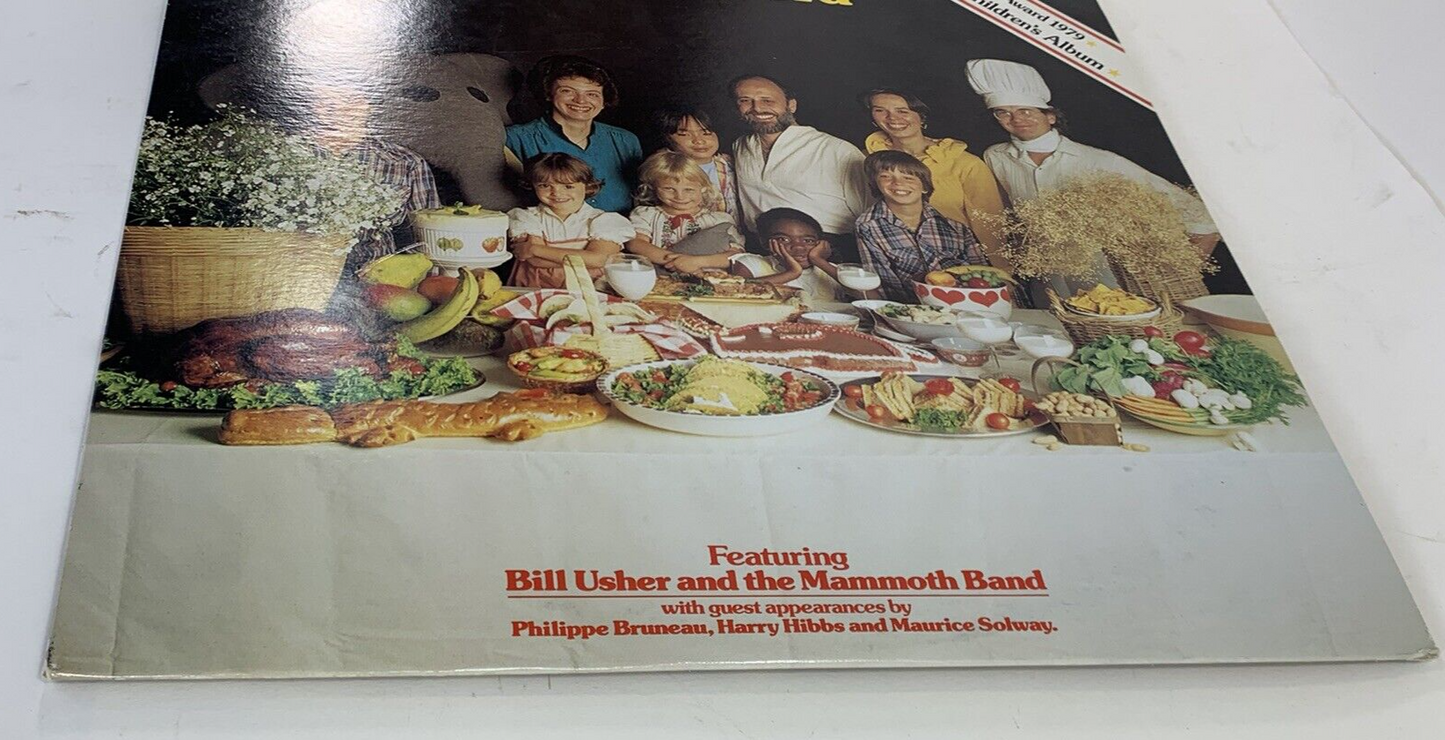 Award 1979
Children's Album
Featuring
Bill Usher and the Mammoth Band
with guest appearances by
Philippe Bruneau, Harry Hibbs and Maurice Solway.